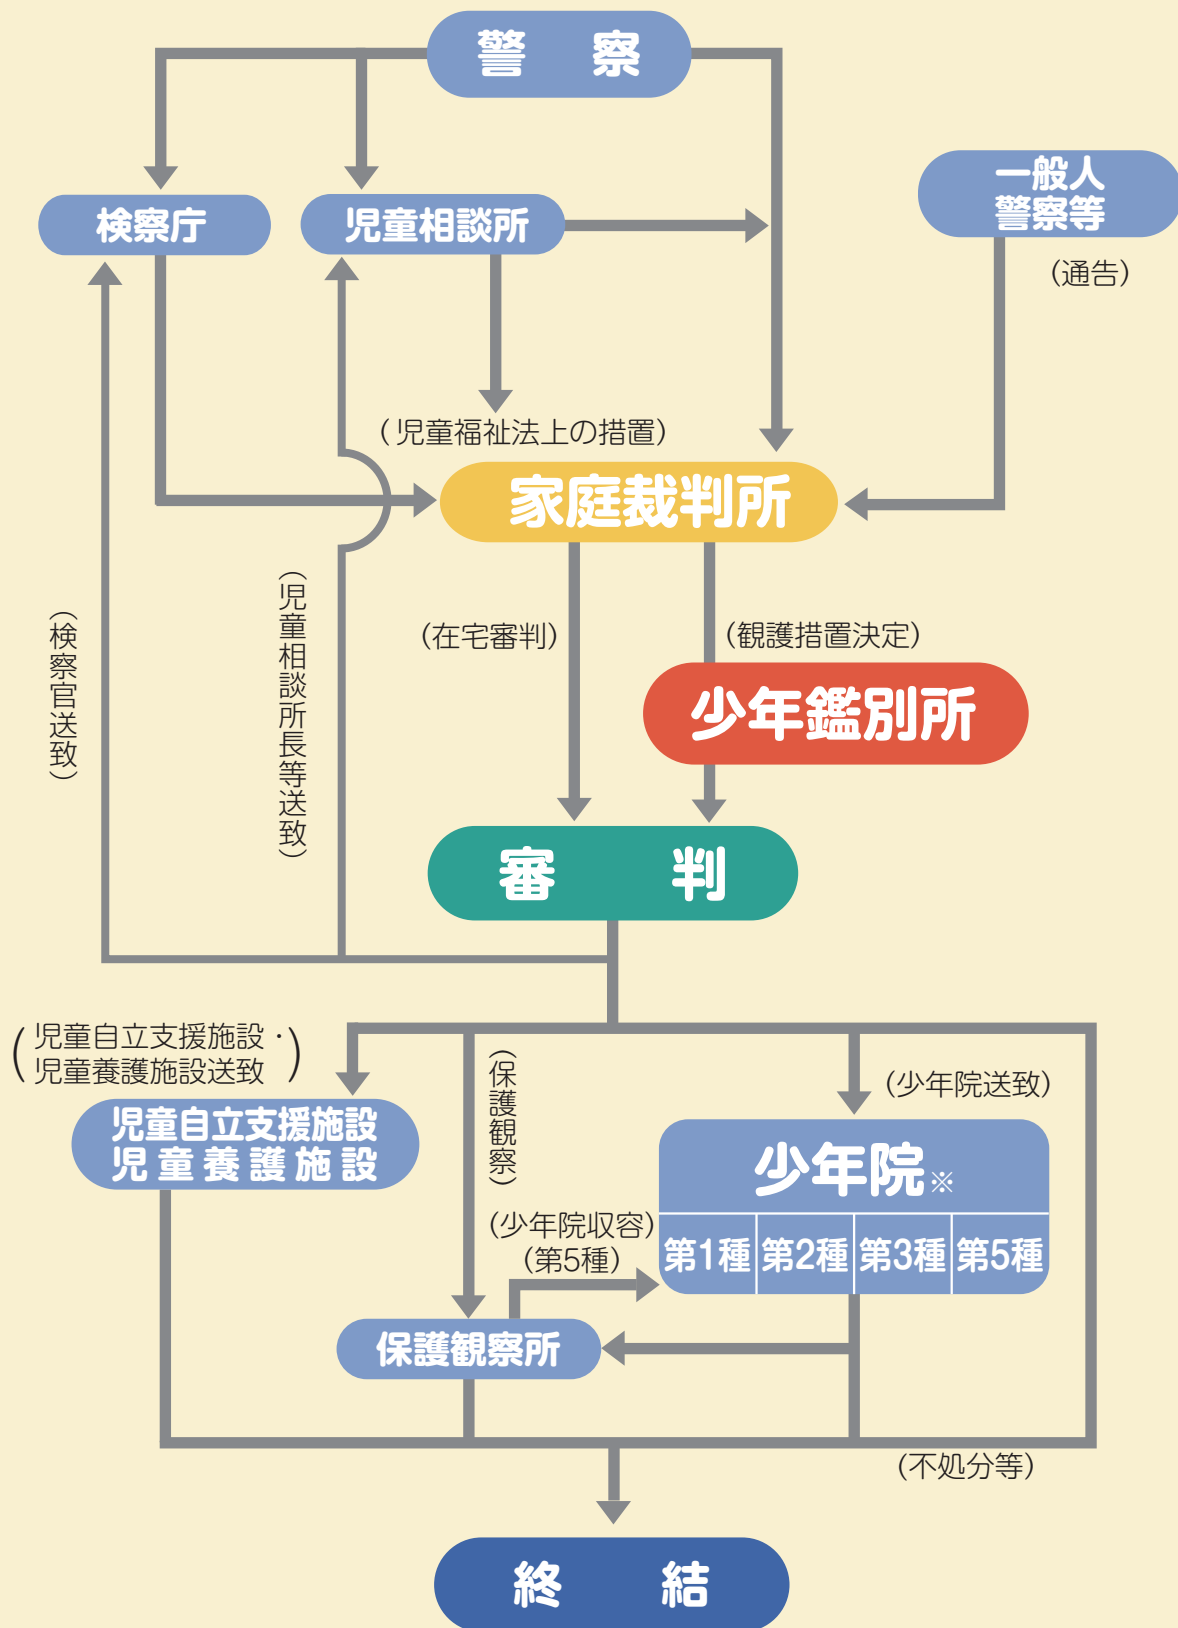 警　察
検察庁
児童相談所
一般人
警察等
（通告）
（児童福祉法上の措置）
家庭裁判所
（検察官送致）
（児童相談所長等送致）
（在宅審判）
（観護措置決定）
少年鑑別所
審　判
（児童自立支援施設・
児童養護施設送致）
児童自立支援施設
児童養護施設
（保護観察）
（少年院送致）
少年院※
第1種
第2種
第3種
第5種
（少年院収容）
（第5種）
保護観察所
（不処分等）
終　結